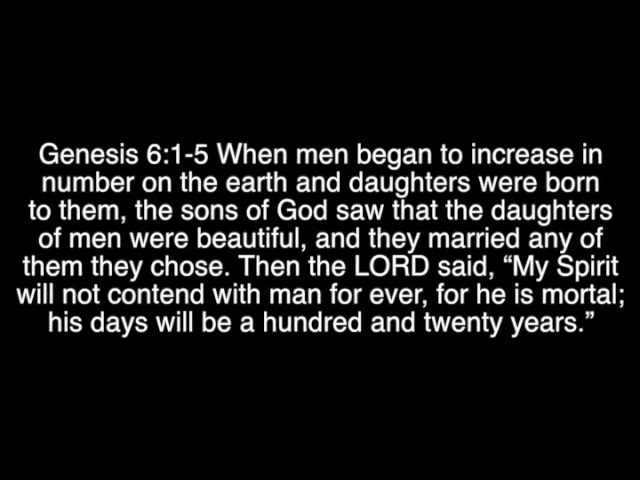 Genesis 6:1-5 When men began to increase in
number on the earth and daughters were born
to them, the sons of God saw that the daughters
of men were beautiful, and they married any of
them they chose. Then the LORD said, “My Spirit
will not contend with man for ever, for he is mortal;
his days will be a hundred and twenty years.”